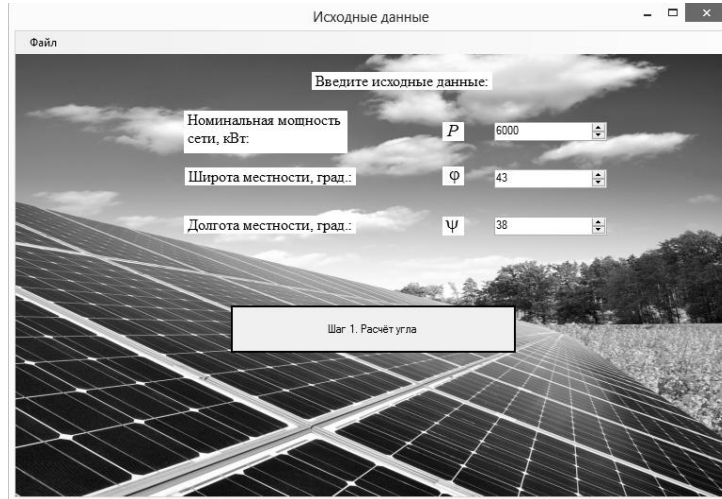 Исходные данные
Файл
Введите исходные данные:
Номинальная мощность
сети, кВт:
P
6000
Широта местности, град.:
φ
43
Долгота местности, град.:
ψ
38
Шаг 1. Расчёт угла